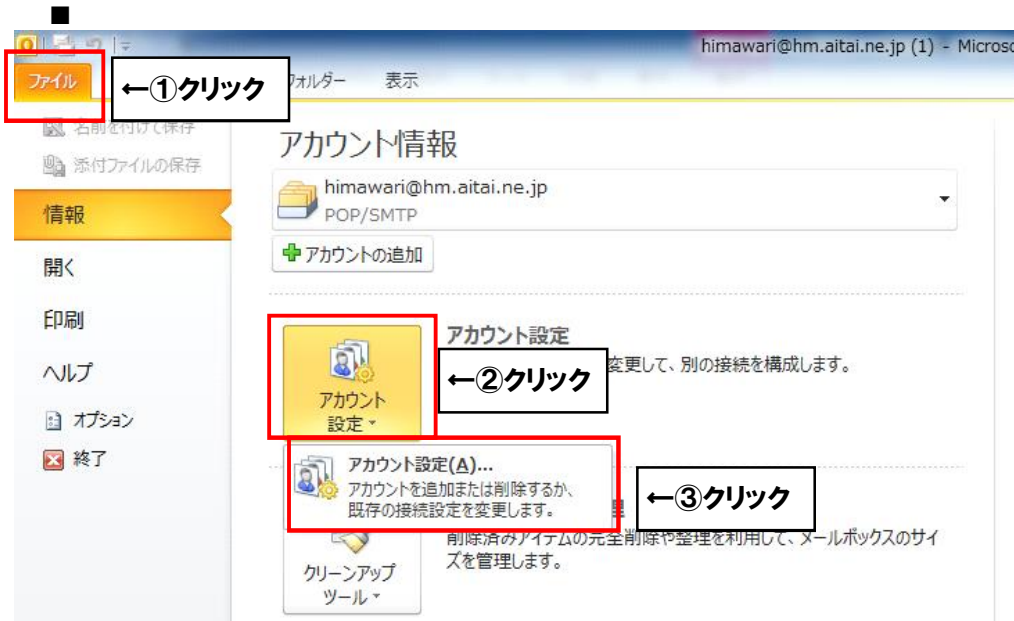 ■
himawari@hm.aitai.ne.jp (1) - Microso
ファイル
←①クリック
フォルダー 表示
名前を付けて保存
添付ファイルの保存
情報
開く
印刷
ヘルプ
オプション
終了
アカウント情報
himawari@hm.aitai.ne.jp
POP/SMTP
アカウントの追加
アカウント
設定
アカウント設定
変更して、別の接続を構成します。
←②クリック
アカウント設定(A)...
アカウントを追加または削除するか、
既存の接続設定を変更します。
←③クリック
理
削除済みアイテムの完全削除や整理を利用して、メールボックスのサイ
ズを管理します。
クリーンアップ
ツール